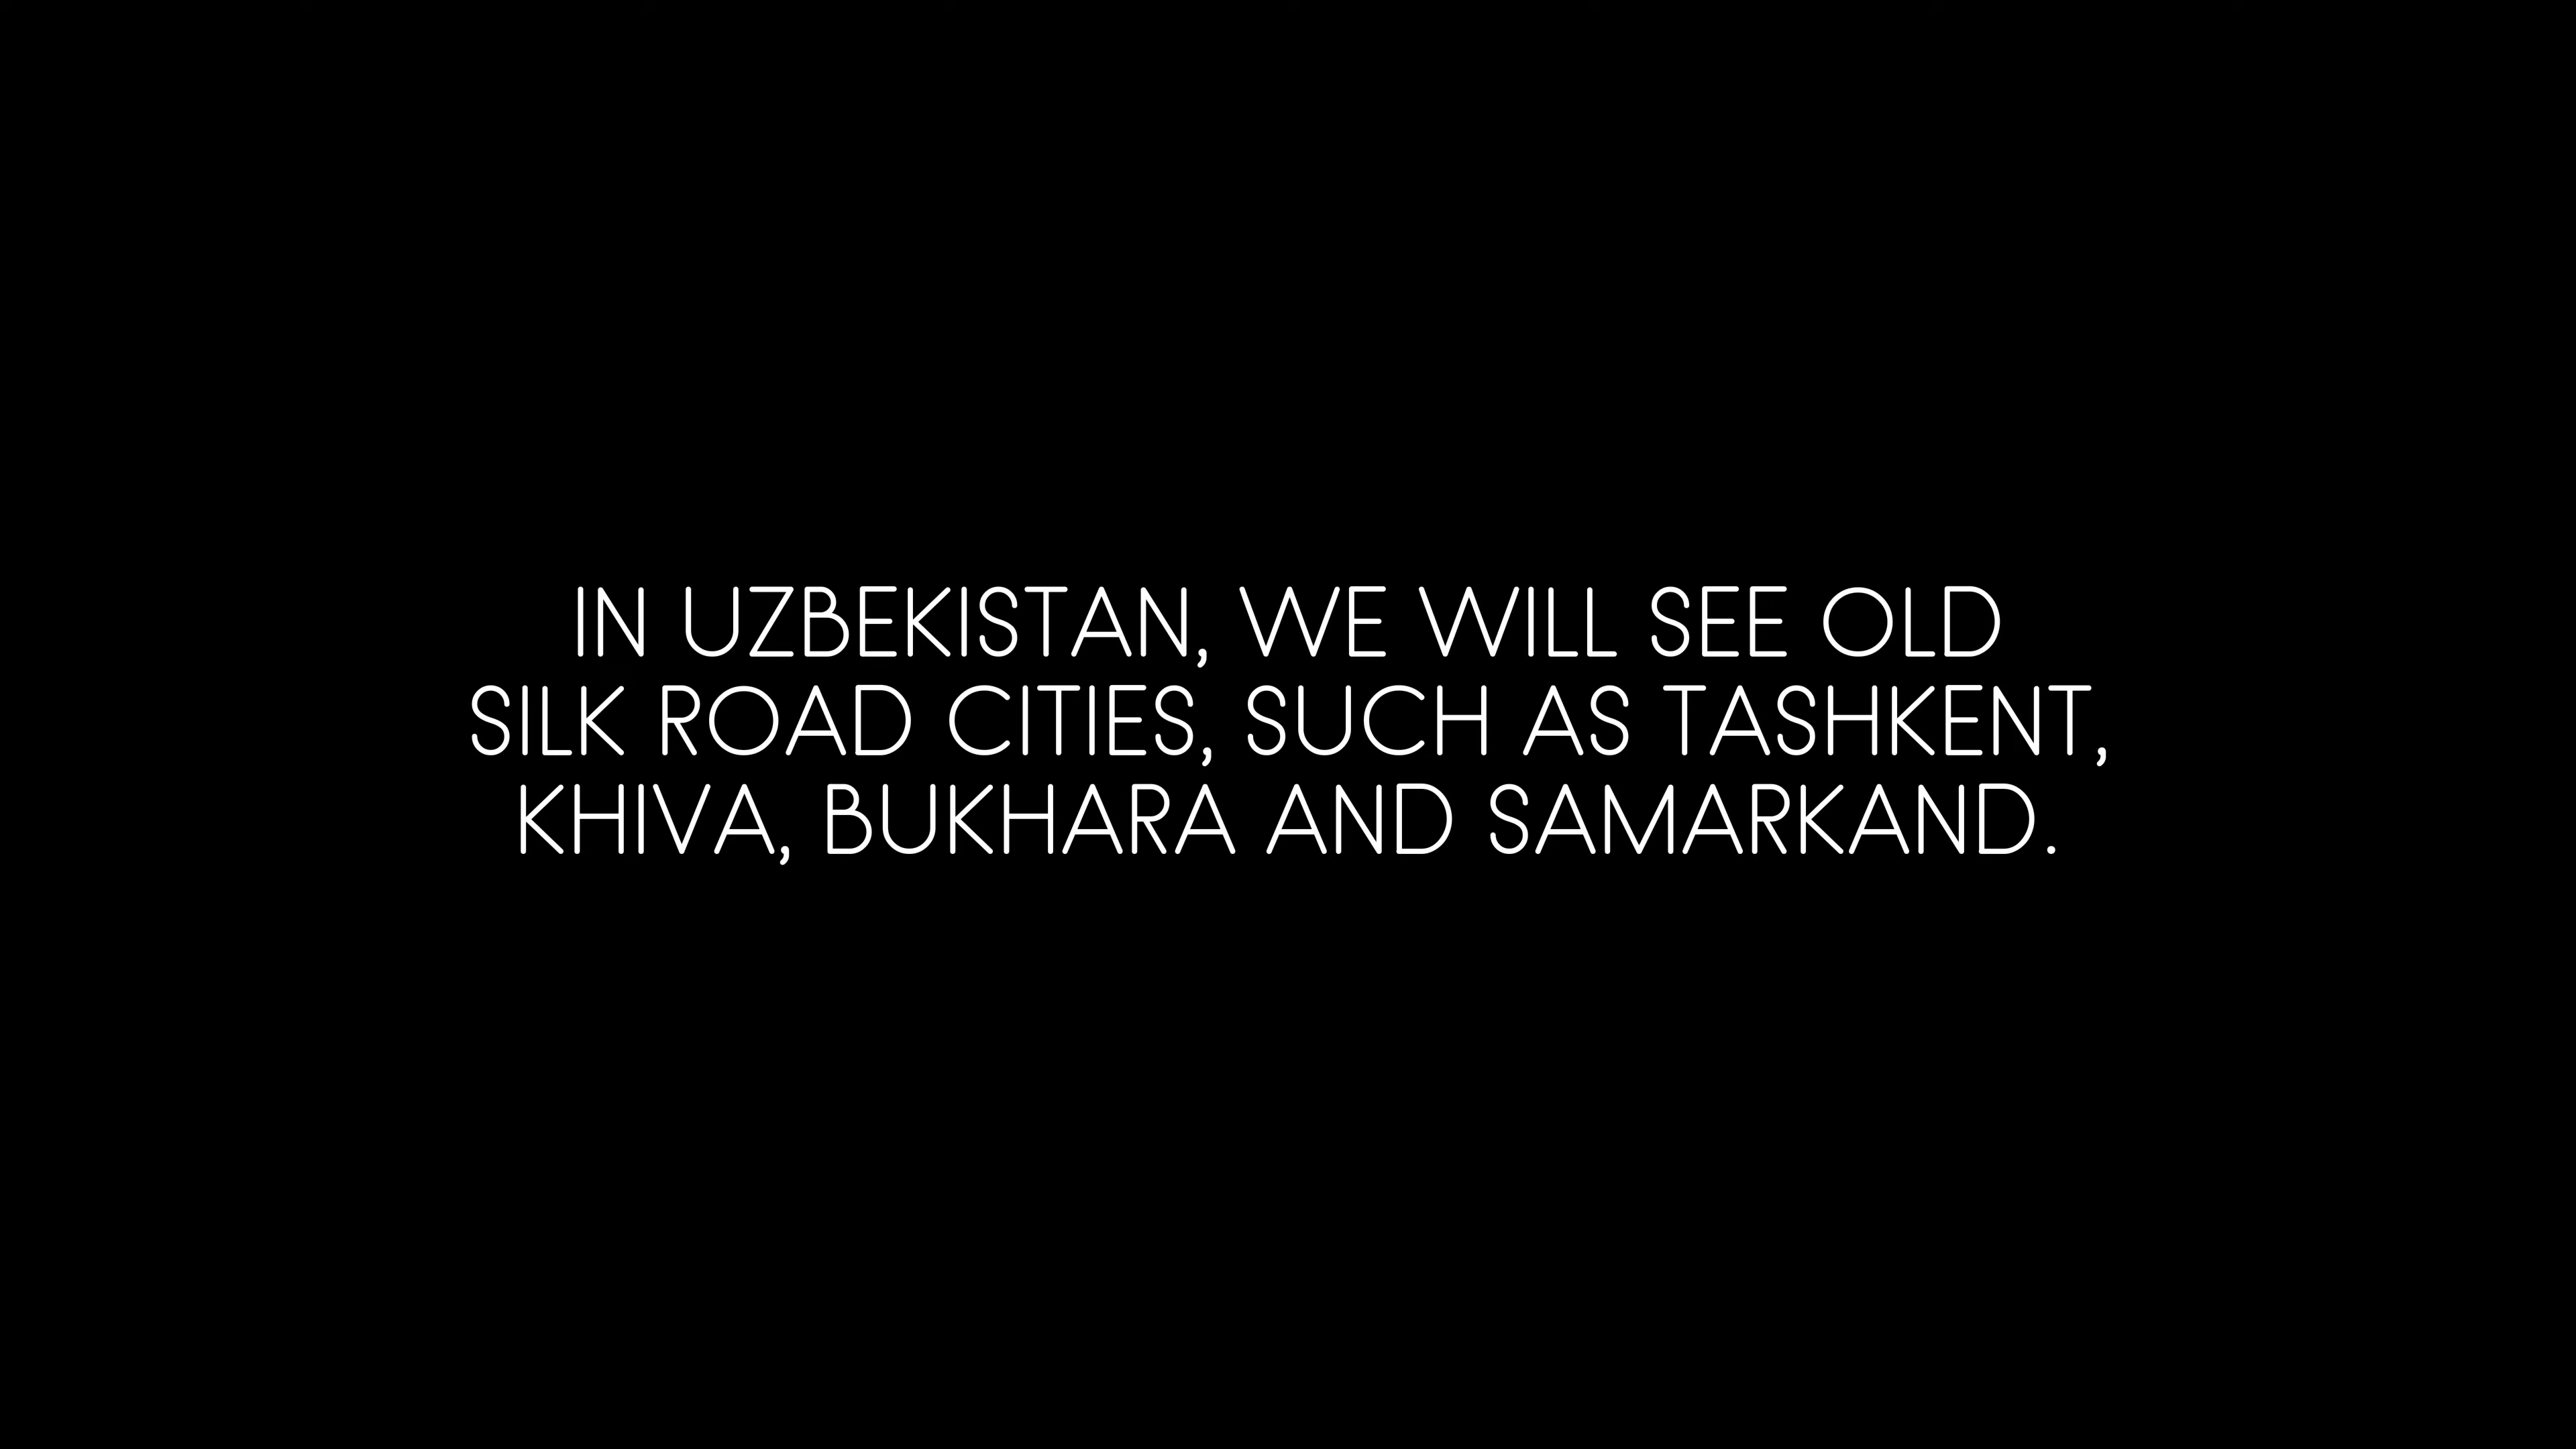 IN UZBEKISTAN, WE WILL SEE OLD
SILK ROAD CITIES, SUCH AS TASHKENT,
KHIVA, BUKHARA AND SAMARKAND.